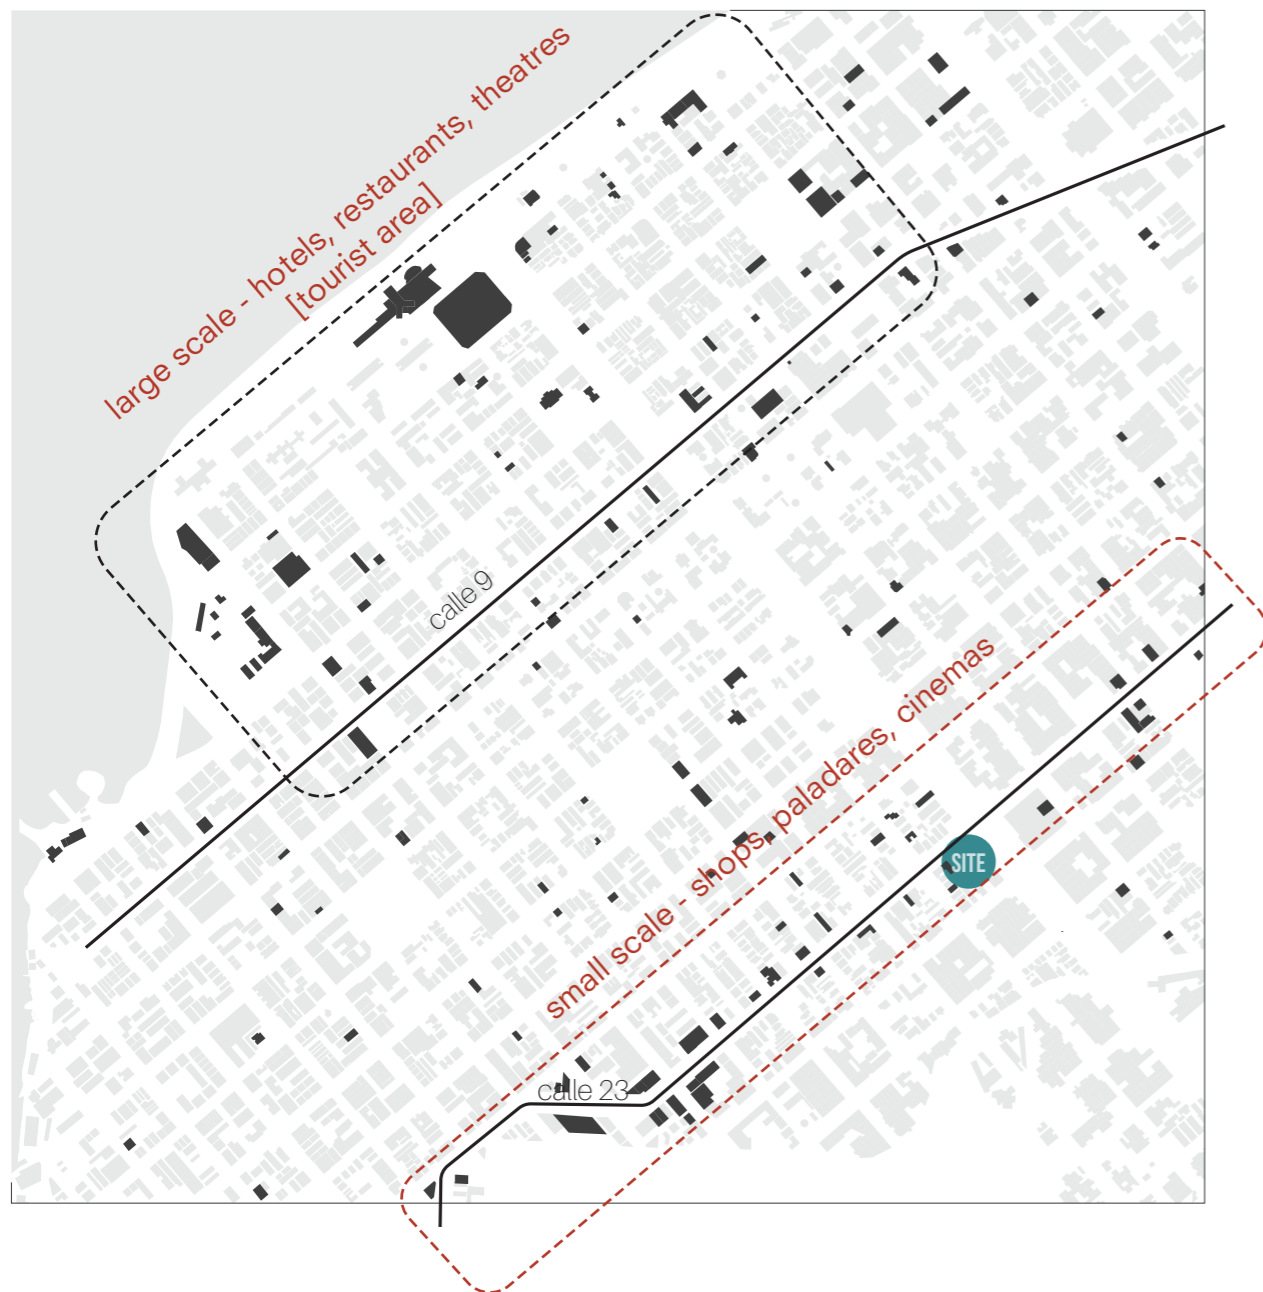 large scale - hotels, restaurants, theatres
[tourist area]
calle 9
small scale - shops, paladares, cinemas
SITE
calle 23